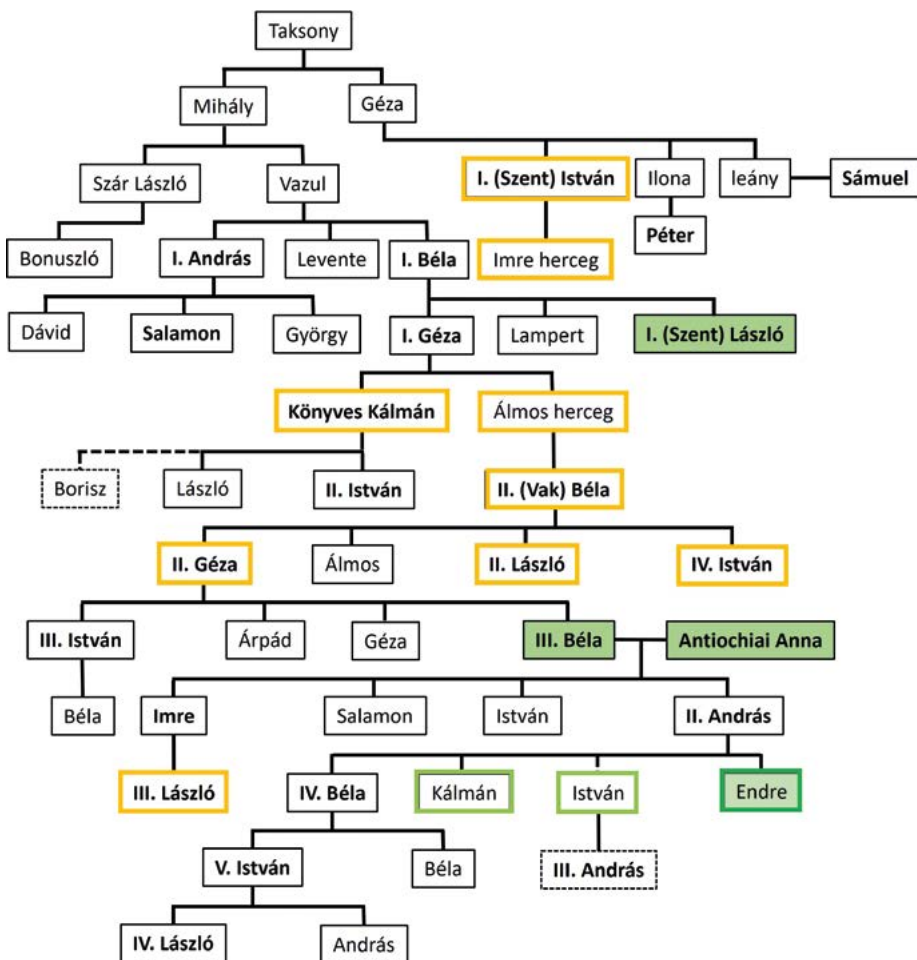 Taksony
Mihály
Géza
Szár László
Vazul
I. (Szent) István
Ilona
leány
Sámuel
Bonuszló
I. András
Levente
I. Béla
Imre herceg
Péter
Dávid
Salamon
György
I. Géza
Lampert
I. (Szent) László
Könyves Kálmán
Álmos herceg
Borisz
László
II. István
II. (Vak) Béla
II. Géza
Álmos
II. László
IV. István
III. István
Árpád
Géza
III. Béla
Antiochiai Anna
Béla
Imre
Salamon
István
II. András
III. László
IV. Béla
Kálmán
István
Endre
V. István
Béla
III. András
IV. László
András